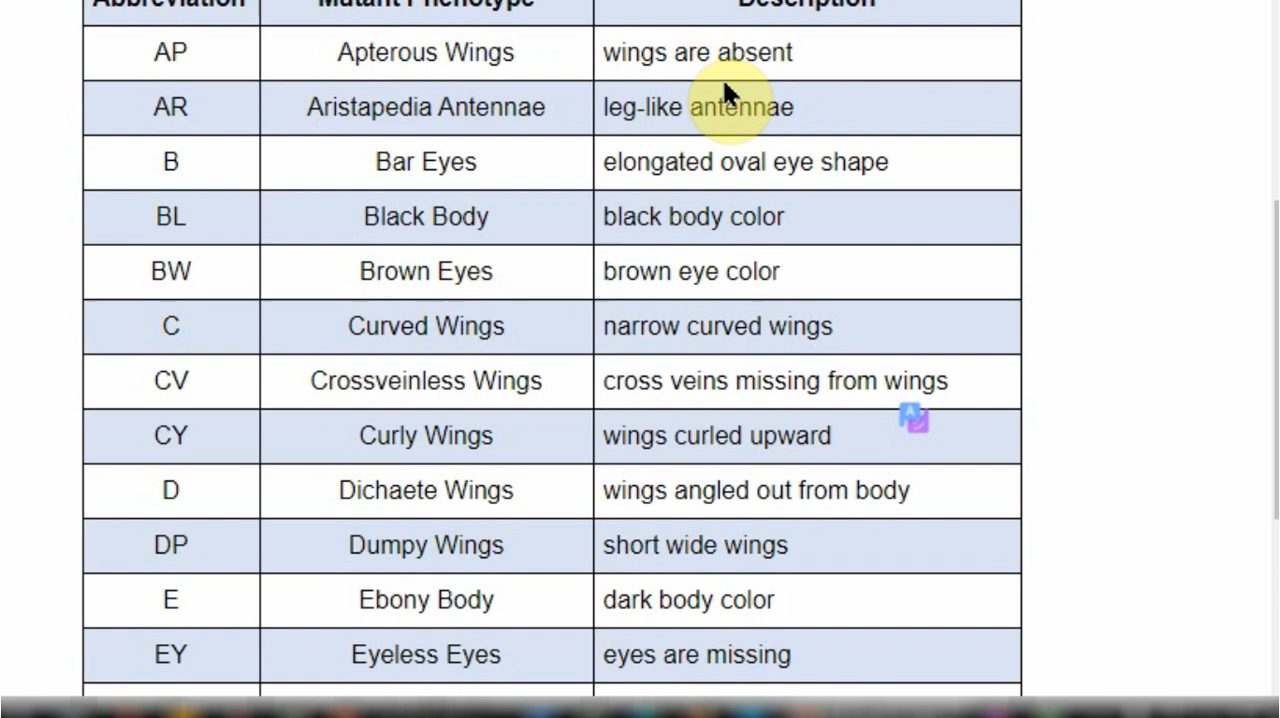 Abbreviation Mutant Phenotype Description
AP Apterous Wings wings are absent
AR Aristapedia Antennae leg-like antennae
B Bar Eyes elongated oval eye shape
BL Black Body black body color
BW Brown Eyes brown eye color
C Curved Wings narrow curved wings
CV Crossveinless Wings cross veins missing from wings
CY Curly Wings wings curled upward
D Dichaete Wings wings angled out from body
DP Dumpy Wings short wide wings
E Ebony Body dark body color
EY Eyeless Eyes eyes are missing